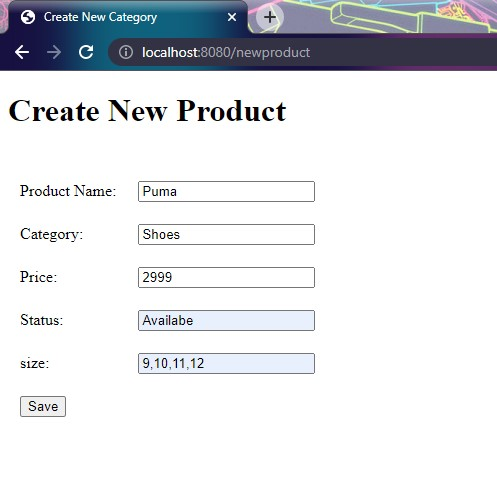 Create New Category
localhost:8080/newproduct
Create New Product
Product Name: Puma
Category: Shoes
Price: 2999
Status: Availabe
size: 9,10,11,12
Save